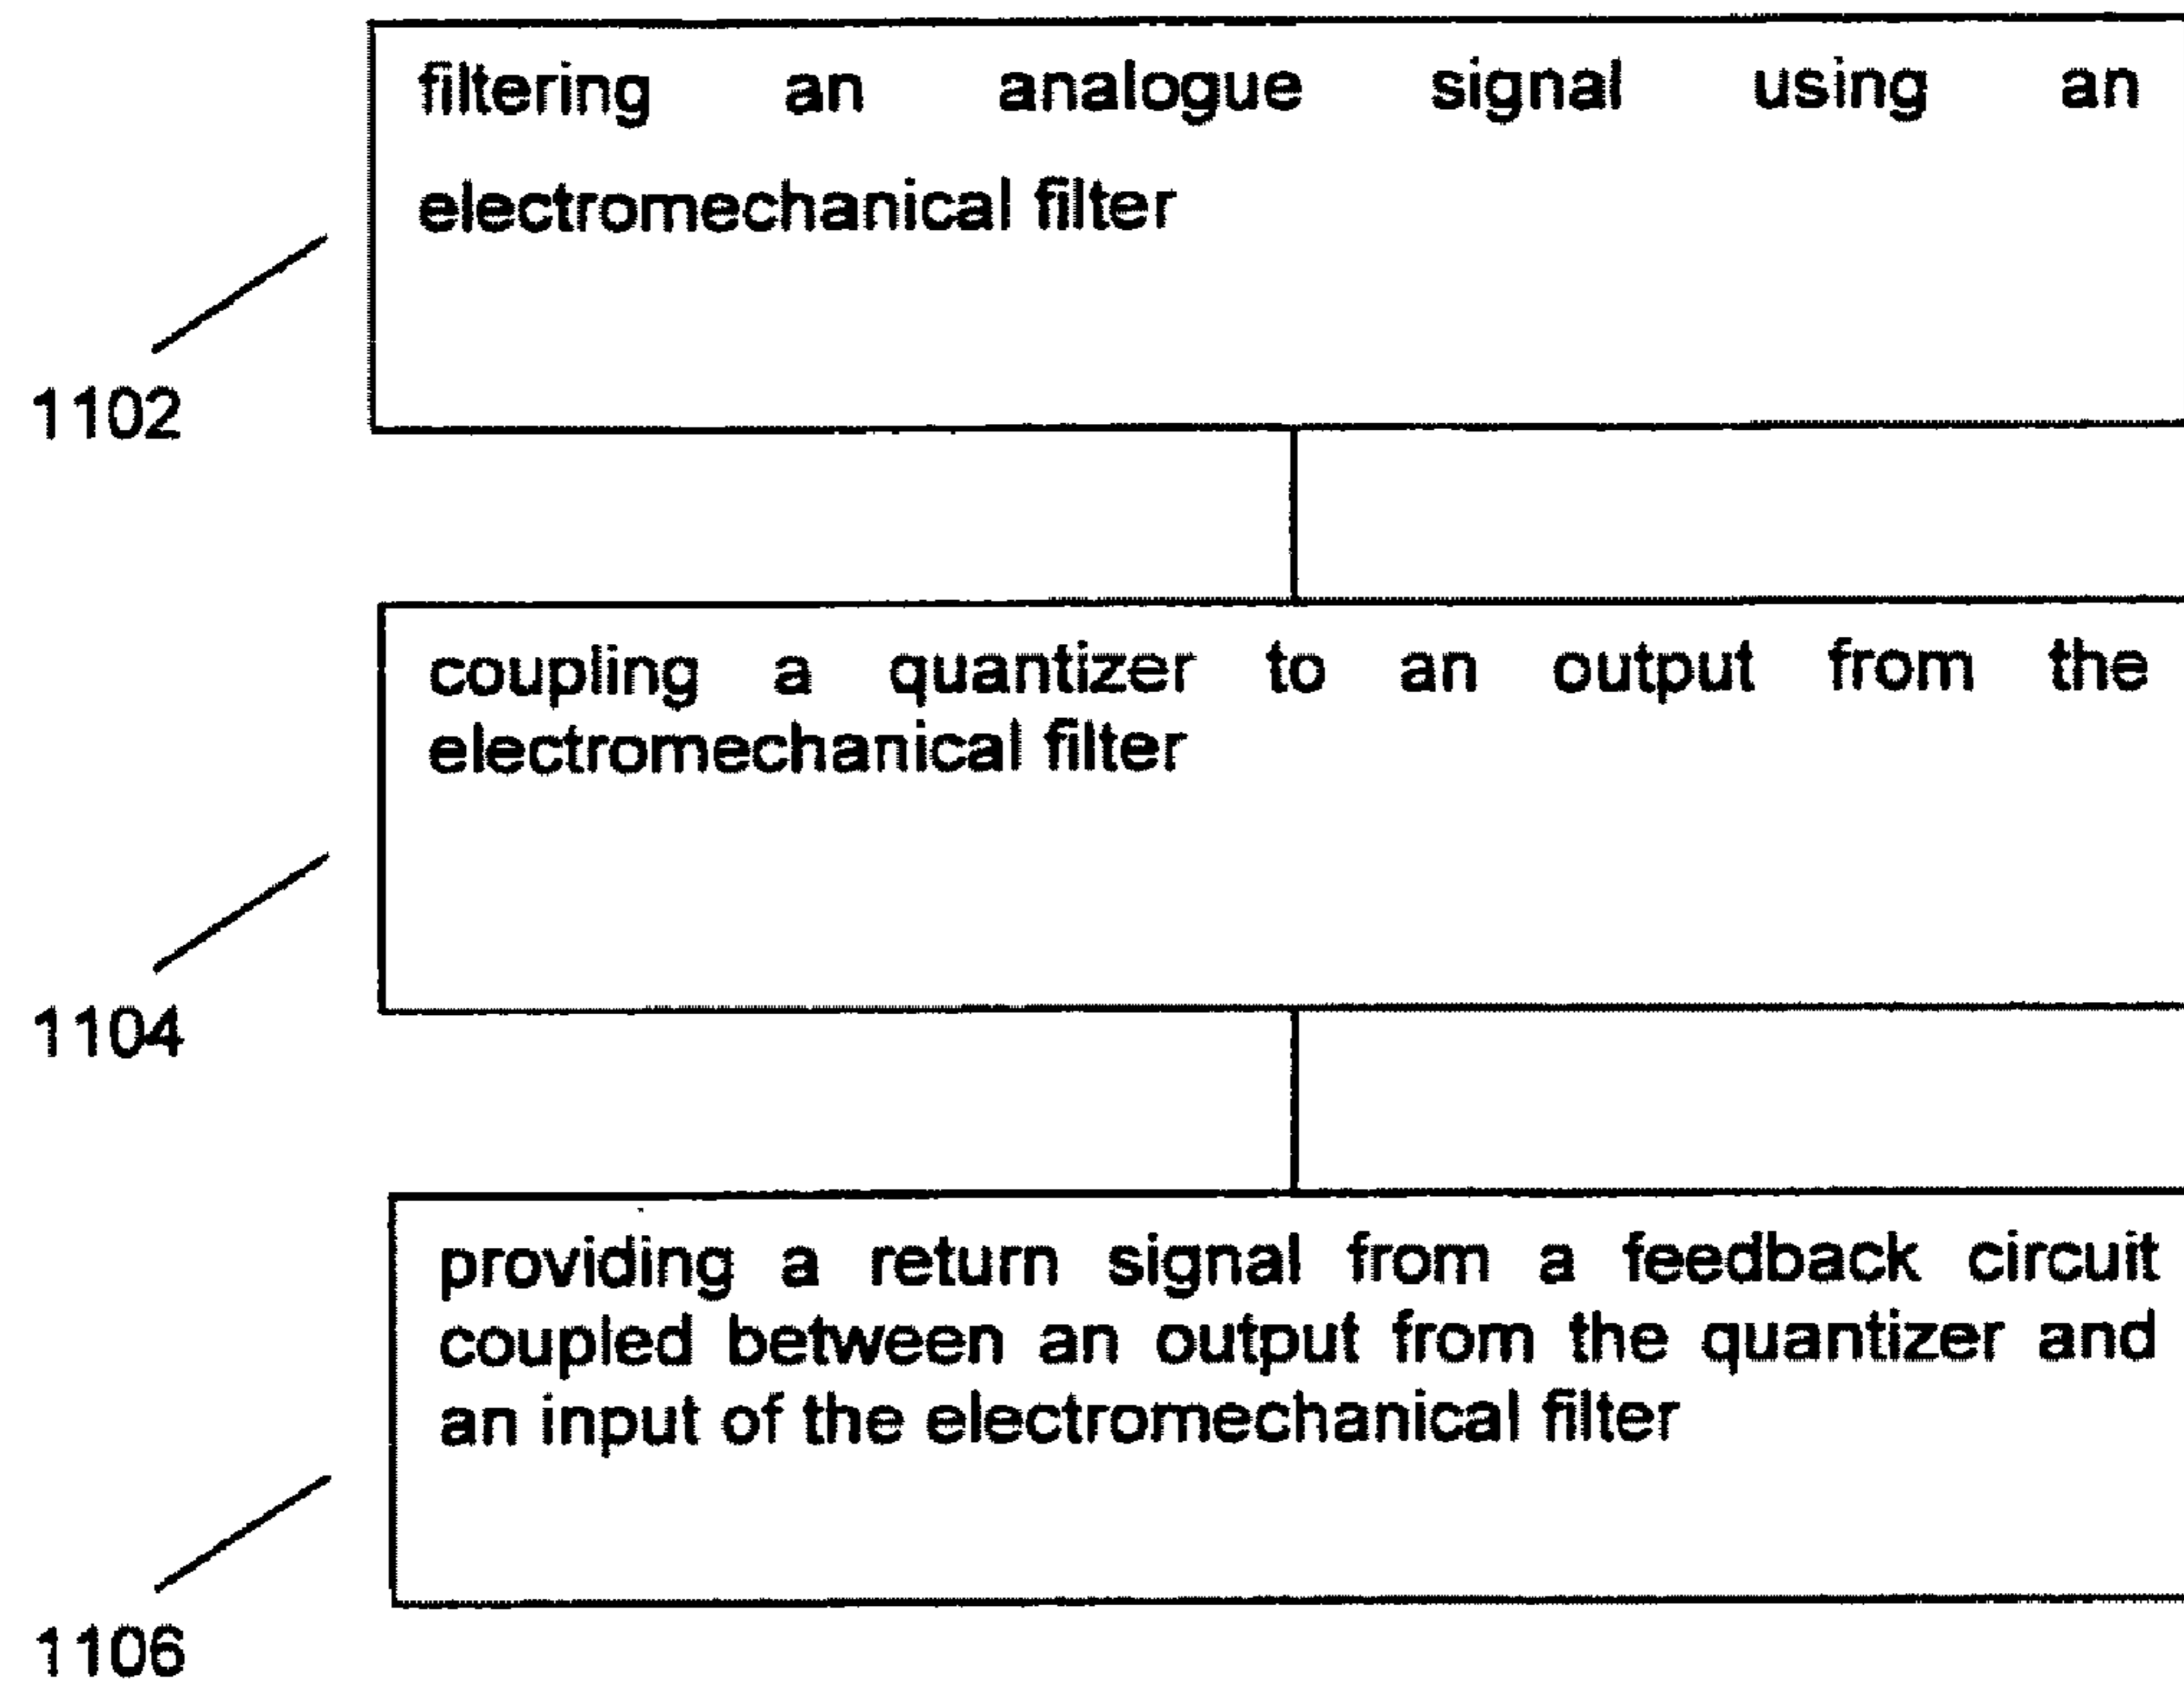 filtering an analogue signal using an
electromechanical filter
1102
coupling a quantizer to an output from the
electromechanical filter
1104
providing a return signal from a feedback circuit
coupled between an output from the quantizer and
an input of the electromechanical filter
1106